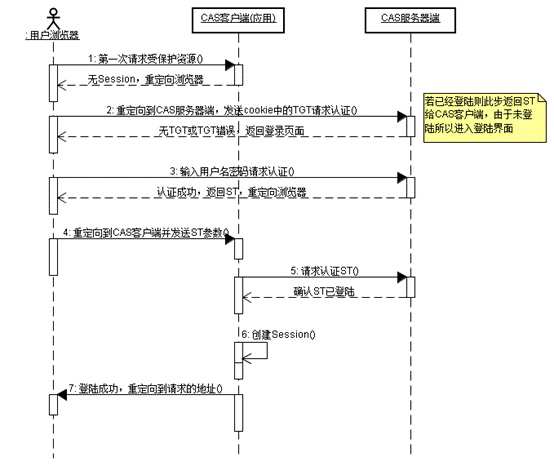 CAS客户端(应用)
CAS服务器端
: 用户浏览器
1: 第一次请求受保护资源()
无Session，重定向浏览器
若已经登陆则此步返回ST
给CAS客户端，由于未登
陆所以进入登陆界面
2: 重定向到CAS服务器端，发送cookie中的TGT请求认证()
无TGT或TGT错误，返回登录页面
3: 输入用户名密码请求认证()
认证成功，返回ST，重定向浏览器
4: 重定向到CAS客户端并发送ST参数()
5: 请求认证ST()
确认ST已登陆
6: 创建Session()
7: 登陆成功，重定向到请求的地址()